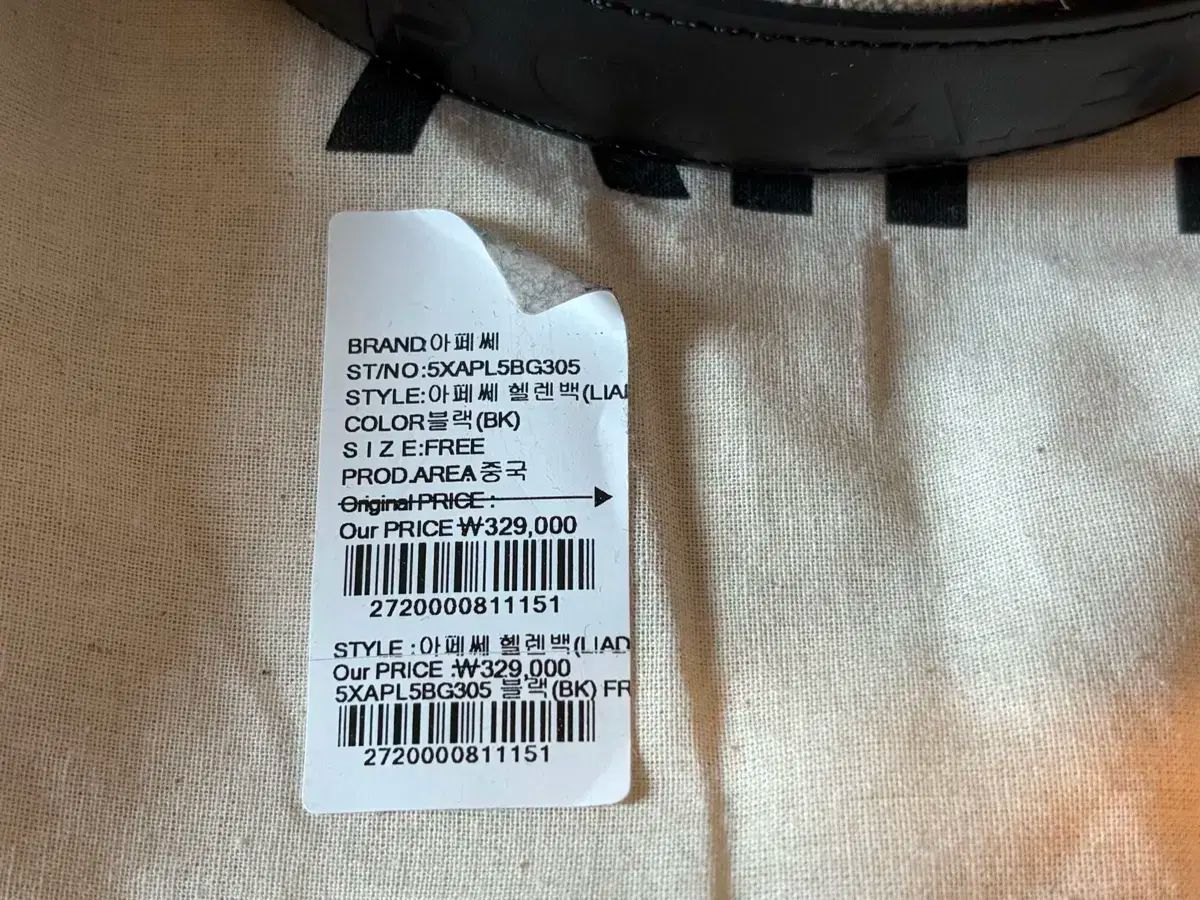 BRAND:아페쎄
ST/NO:5XAPL5BG305
STYLE:아페쎄 헬렌백(LIAD
COLOR블랙(BK)
SIZE:FREE
PROD.AREA중국
Original PRICE :
Our PRICE ₩329,000
2720000811151
STYLE :아페쎄 헬렌백(LIAD
Our PRICE :₩329,000
5XAPL5BG305 블랙(BK) FR
2720000811151